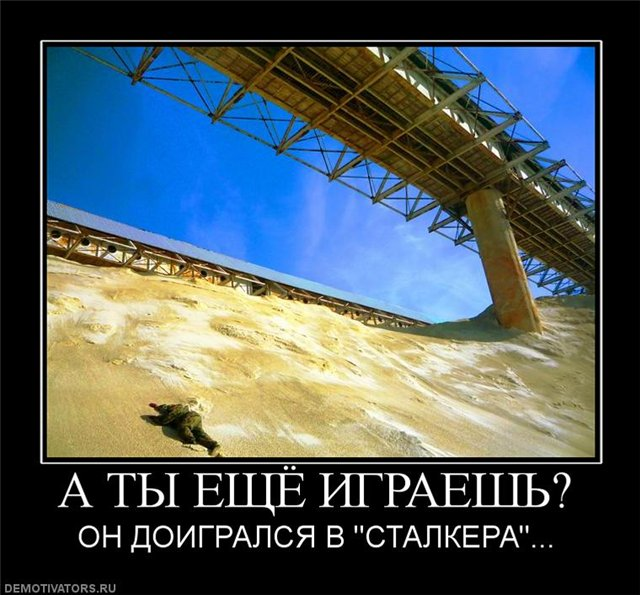 А ТЫ ЕЩЁ ИГРАЕШЬ?
ОН ДОИГРАЛСЯ В "СТАЛКЕРА"...
DEMOTIVATORS.RU